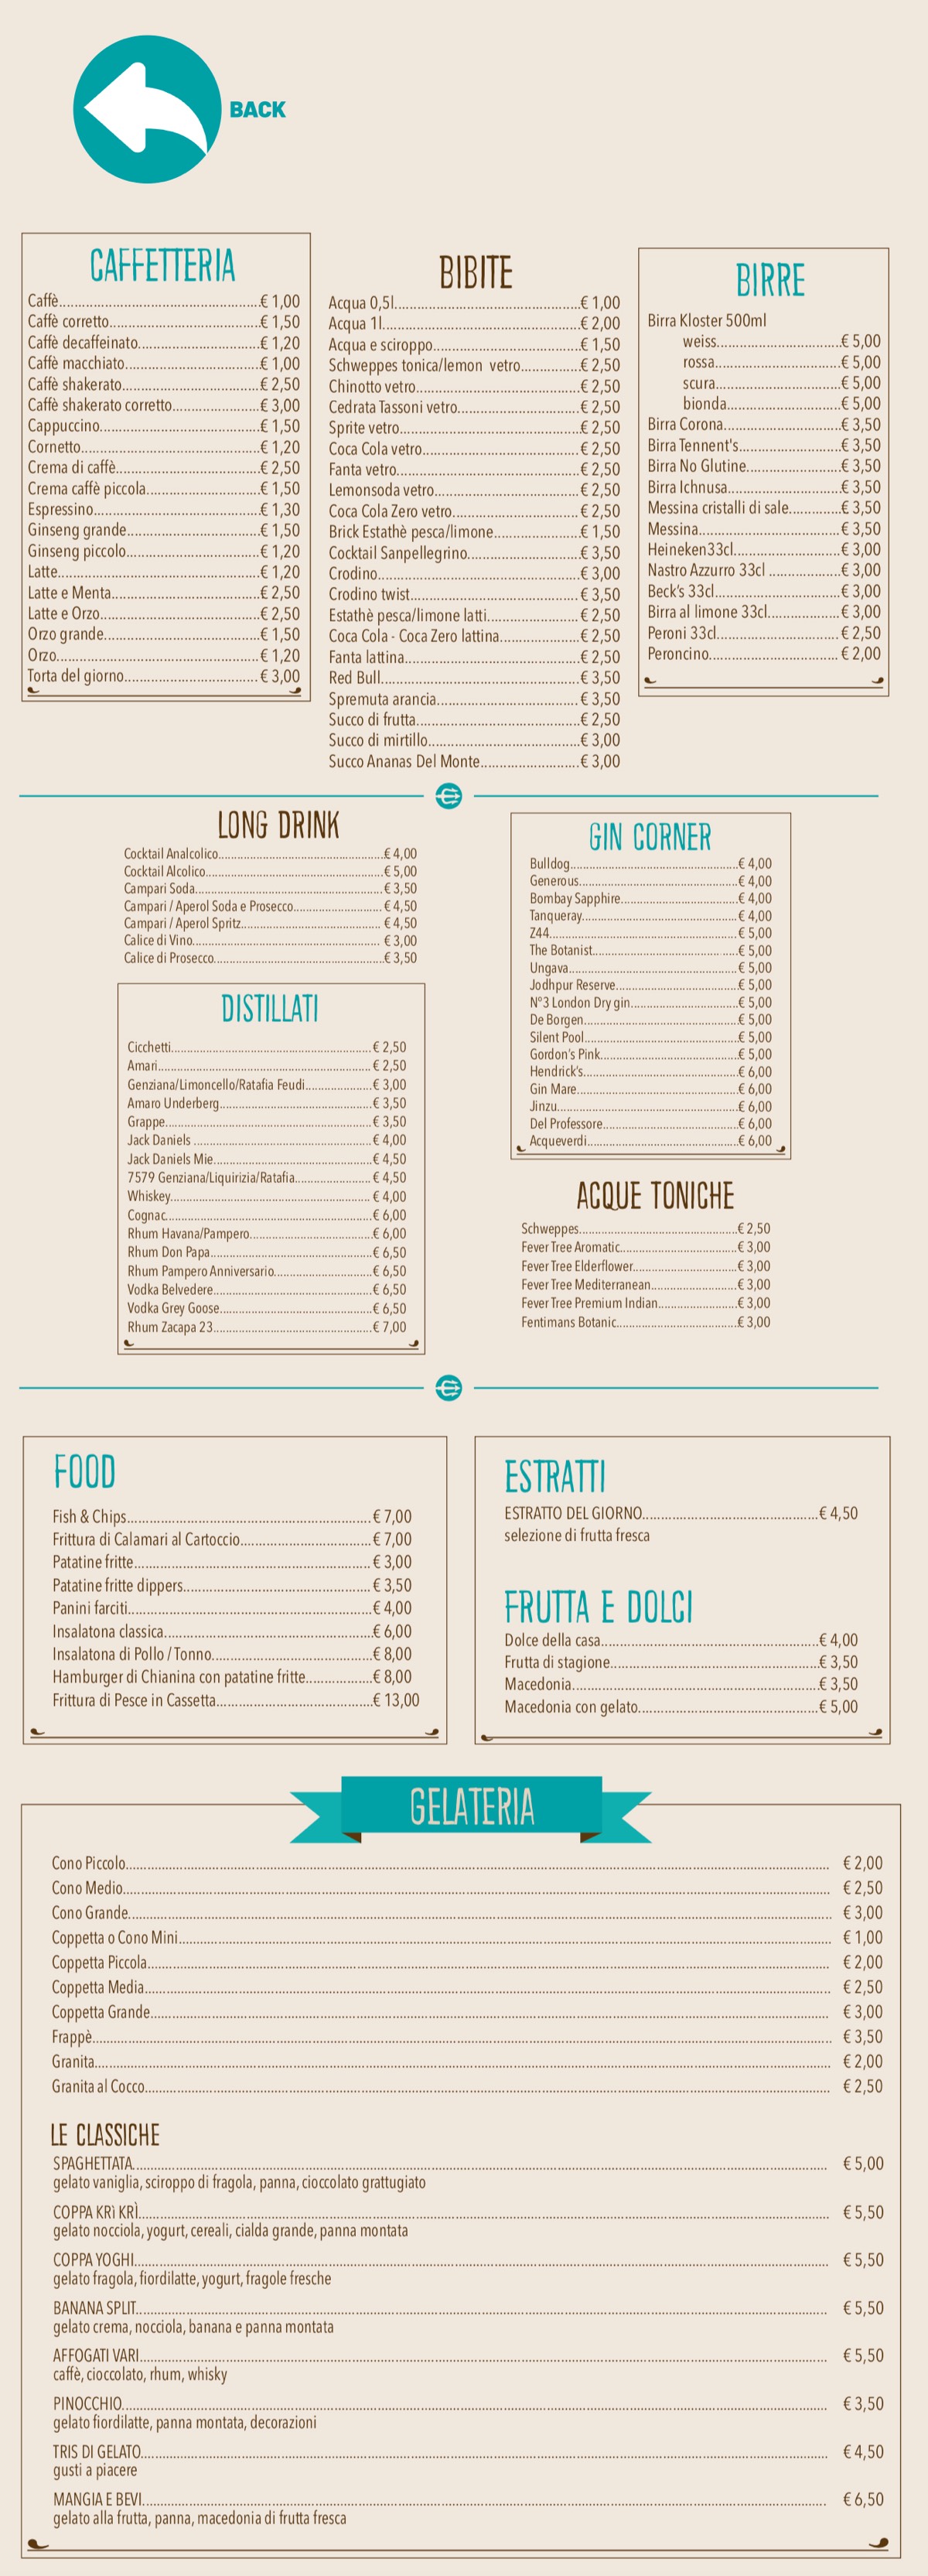 BACK
CAFFETTERIA
Caffè.............................................€ 1,00
Caffè corretto..................................€ 1,50
Caffè decaffeinato...........................€ 1,20
Caffè macchiato..............................€ 1,00
Caffè shakerato...............................€ 2,50
Caffè shakerato corretto...................€ 3,00
Cappuccino....................................€ 1,50
Cornetto........................................€ 1,20
Crema di caffè................................€ 2,50
Crema caffè piccola.........................€ 1,50
Espressino.....................................€ 1,30
Ginseng grande..............................€ 1,50
Ginseng piccolo..............................€ 1,20
Latte.............................................€ 1,20
Latte e Menta.................................€ 2,50
Latte e Orzo...................................€ 2,50
Orzo grande...................................€ 1,50
Orzo..............................................€ 1,20
Torta del giorno..............................€ 3,00
BIBITE
Acqua 0,5l.........................................€ 1,00
Acqua 1l............................................€ 2,00
Acqua e sciroppo.................................€ 1,50
Schweppes tonica/lemon vetro.............€ 2,50
Chinotto vetro....................................€ 2,50
Cedrata Tassoni vetro..........................€ 2,50
Sprite vetro........................................€ 2,50
Coca Cola vetro...................................€ 2,50
Fanta vetro.........................................€ 2,50
Lemonsoda vetro................................€ 2,50
Coca Cola Zero vetro............................€ 2,50
Brick Estathè pesca/limone...................€ 1,50
Cocktail Sanpellegrino.........................€ 3,50
Crodino.............................................€ 3,00
Crodino twist.....................................€ 3,50
Estathè pesca/limone latti....................€ 2,50
Coca Cola - Coca Zero lattina.................€ 2,50
Fanta lattina.......................................€ 2,50
Red Bull.............................................€ 3,50
Spremuta arancia................................€ 3,50
Succo di frutta....................................€ 2,50
Succo di mirtillo..................................€ 3,00
Succo Ananas Del Monte......................€ 3,00
BIRRE
Birra Kloster 500ml
weiss............................€ 5,00
rossa.............................€ 5,00
scura.............................€ 5,00
bionda..........................€ 5,00
Birra Corona..............................€ 3,50
Birra Tennent's..........................€ 3,50
Birra No Glutine........................€ 3,50
Birra Ichnusa............................€ 3,50
Messina cristalli di sale..............€ 3,50
Messina....................................€ 3,50
Heineken33cl...........................€ 3,00
Nastro Azzurro 33cl ...................€ 3,00
Beck's 33cl................................€ 3,00
Birra al limone 33cl...................€ 3,00
Peroni 33cl................................€ 2,50
Peroncino.................................€ 2,00
LONG DRINK
Cocktail Analcolico...........................................€ 4,00
Cocktail Alcolico..............................................€ 5,00
Campari Soda..................................................€ 3,50
Campari / Aperol Soda e Prosecco.......................€ 4,50
Campari / Aperol Spritz....................................€ 4,50
Calice di Vino..................................................€ 3,00
Calice di Prosecco............................................€ 3,50
GIN CORNER
Bulldog.............................................€ 4,00
Generous...........................................€ 4,00
Bombay Sapphire...............................€ 4,00
Tanqueray..........................................€ 4,00
Z44...................................................€ 5,00
The Botanist.......................................€ 5,00
Ungava..............................................€ 5,00
Jodhpur Reserve.................................€ 5,00
N°3 London Dry gin.............................€ 5,00
De Borgen..........................................€ 5,00
Silent Pool.........................................€ 5,00
Gordon's Pink.....................................€ 5,00
Hendrick's..........................................€ 6,00
Gin Mare............................................€ 6,00
Jinzu.................................................€ 6,00
Del Professore....................................€ 6,00
Acqueverdi........................................€ 6,00
DISTILLATI
Cicchetti.....................................................€ 2,50
Amari.........................................................€ 2,50
Genziana/Limoncello/Ratafia Feudi.................€ 3,00
Amaro Underberg.........................................€ 3,50
Grappe.......................................................€ 3,50
Jack Daniels ................................................€ 4,00
Jack Daniels Mie..........................................€ 4,50
7579 Genziana/Liquirizia/Ratafia....................€ 4,50
Whiskey......................................................€ 4,00
Cognac.......................................................€ 6,00
Rhum Havana/Pampero................................€ 6,00
Rhum Don Papa...........................................€ 6,50
Rhum Pampero Anniversario..........................€ 6,50
Vodka Belvedere..........................................€ 6,50
Vodka Grey Goose........................................€ 6,50
Rhum Zacapa 23..........................................€ 7,00
ACQUE TONICHE
Schweppes..........................................€ 2,50
Fever Tree Aromatic...............................€ 3,00
Fever Tree Elderflower...........................€ 3,00
Fever Tree Mediterranean.......................€ 3,00
Fever Tree Premium Indian.....................€ 3,00
Fentimans Botanic................................€ 3,00
FOOD
Fish & Chips.....................................................€ 7,00
Frittura di Calamari al Cartoccio............................€ 7,00
Patatine fritte...................................................€ 3,00
Patatine fritte dippers.........................................€ 3,50
Panini farciti....................................................€ 4,00
Insalatona classica.............................................€ 6,00
Insalatona di Pollo / Tonno...................................€ 8,00
Hamburger di Chianina con patatine fritte..............€ 8,00
Frittura di Pesce in Cassetta..................................€ 13,00
ESTRATTI
ESTRATTO DEL GIORNO.......................................€ 4,50
selezione di frutta fresca
FRUTTA E DOLCI
Dolce della casa................................................€ 4,00
Frutta di stagione..............................................€ 3,50
Macedonia.......................................................€ 3,50
Macedonia con gelato........................................€ 5,00
GELATERIA
Cono Piccolo.................................................... € 2,00
Cono Medio.................................................... € 2,50
Cono Grande.................................................... € 3,00
Coppetta o Cono Mini.................................................... € 1,00
Coppetta Piccola.................................................... € 2,00
Coppetta Media.................................................... € 2,50
Coppetta Grande.................................................... € 3,00
Frappè.................................................... € 3,50
Granita.................................................... € 2,00
Granita al Cocco.................................................... € 2,50
LE CLASSICHE
SPAGHETTATA.................................................... € 5,00
gelato vaniglia, sciroppo di fragola, panna, cioccolato grattugiato
COPPA KRì KRÌ.................................................... € 5,50
gelato nocciola, yogurt, cereali, cialda grande, panna montata
COPPA YOGHI.................................................... € 5,50
gelato fragola, fiordilatte, yogurt, fragole fresche
BANANA SPLIT.................................................... € 5,50
gelato crema, nocciola, banana e panna montata
AFFOGATI VARI.................................................... € 5,50
caffè, cioccolato, rhum, whisky
PINOCCHIO.................................................... € 3,50
gelato fiordilatte, panna montata, decorazioni
TRIS DI GELATO.................................................... € 4,50
gusti a piacere
MANGIA E BEVI.................................................... € 6,50
gelato alla frutta, panna, macedonia di frutta fresca